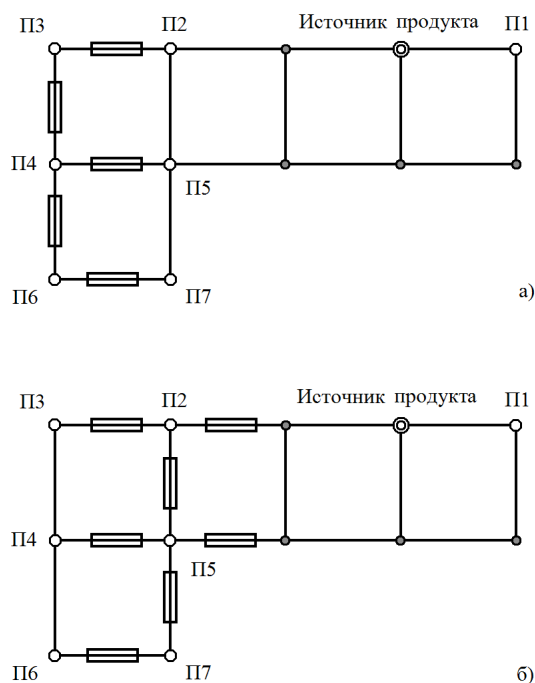 П3 П2 Источник продукта П1
П4 П5
П6 П7 а)
П3 П2 Источник продукта П1
П4 П5
П6 П7 б)